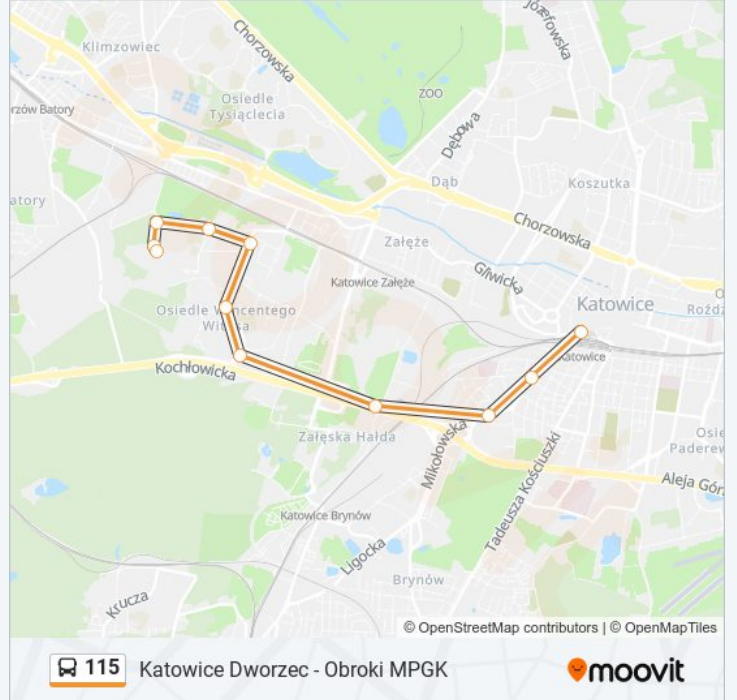 józefowska
Chorzowska
Klimzowiec
ZOO
Osiedle
Tysiąclecia
rzów Batory
Dębowa
Dąb
Koszutka
atory
Chorzowska
Załęże
Gliwicka
Katowice Załęże
Katowice
O
Roźdz
Osiedle Wincentego
Witosa
Katowice
Kochłowicka
Załęska Hałda
Mikołowska
Tadeusza Kościuszki
Osie
Paderew
Aleja Gór
Katowice Brynów
Ligocka
Brynów
Krucza
© OpenStreetMap contributors | © OpenMapTiles
115 Katowice Dworzec - Obroki MPGK
moovit